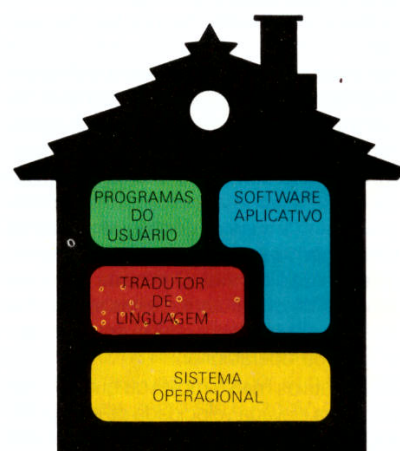 PROGRAMAS
DO
USUÁRIO
SOFTWARE
APLICATIVO
TRADUTOR
DE
LINGUAGEM
SISTEMA
OPERACIONAL